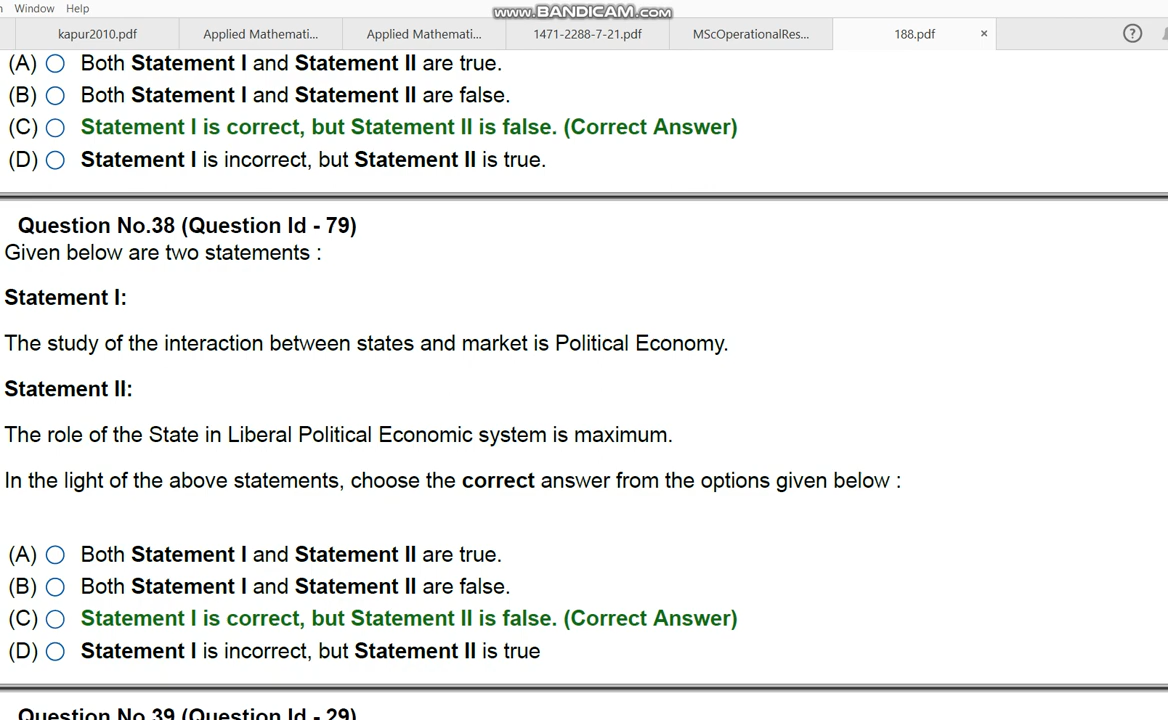 Window Help
www.BANDICAM.com
kapur2010.pdf Applied Mathemati... Applied Mathemati... 1471-2288-7-21.pdf MScOperationalRes... 188.pdf × ?
(A) Both Statement I and Statement II are true.
(B) Both Statement I and Statement II are false.
(C) Statement I is correct, but Statement II is false. (Correct Answer)
(D) Statement I is incorrect, but Statement II is true.
Question No.38 (Question Id - 79)
Given below are two statements :
Statement I:
The study of the interaction between states and market is Political Economy.
Statement II:
The role of the State in Liberal Political Economic system is maximum.
In the light of the above statements, choose the correct answer from the options given below :
(A) Both Statement I and Statement II are true.
(B) Both Statement I and Statement II are false.
(C) Statement I is correct, but Statement II is false. (Correct Answer)
(D) Statement I is incorrect, but Statement II is true
Question No.39 (Question Id - 29)